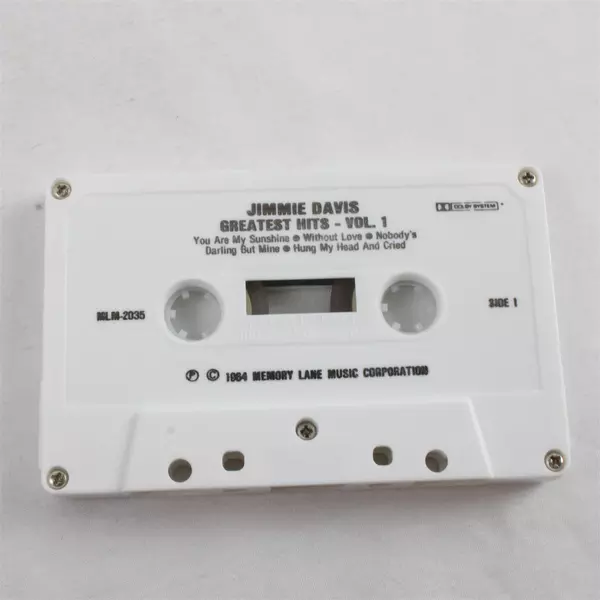 JIMMIE DAVIS
GREATEST HITS - VOL. 1
DOLBY SYSTEM
You Are My Sunshine ● Without Love ● Nobody's
Darling But Mine ● Hung My Head And Cried
MLM-2035
SIDE 1
℗ © 1984 MEMORY LANE MUSIC CORPORATION